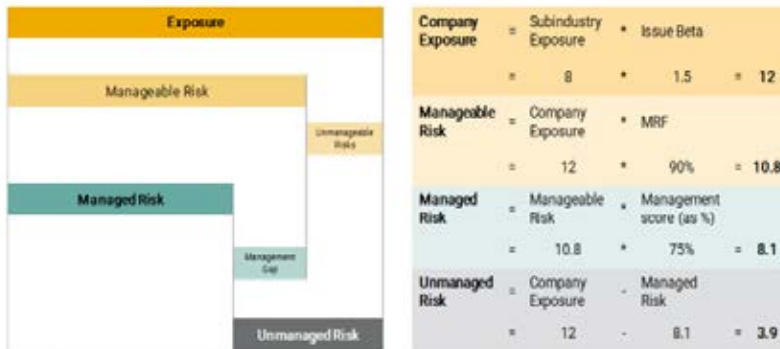 Exposure
Manageable Risk
Unmanageable
Risks
Managed Risk
Management
Gap
Unmanaged Risk
Company
Exposure = Subindustry
Exposure * Issue Beta
= 8 * 1.5 = 12
Manageable
Risk = Company
Exposure * MRF
= 12 * 90% = 10.8
Managed
Risk = Manageable
Risk * Management
score (as %)
= 10.8 * 75% = 8.1
Unmanaged
Risk = Company
Exposure - Managed
Risk
= 12 - 8.1 = 3.9